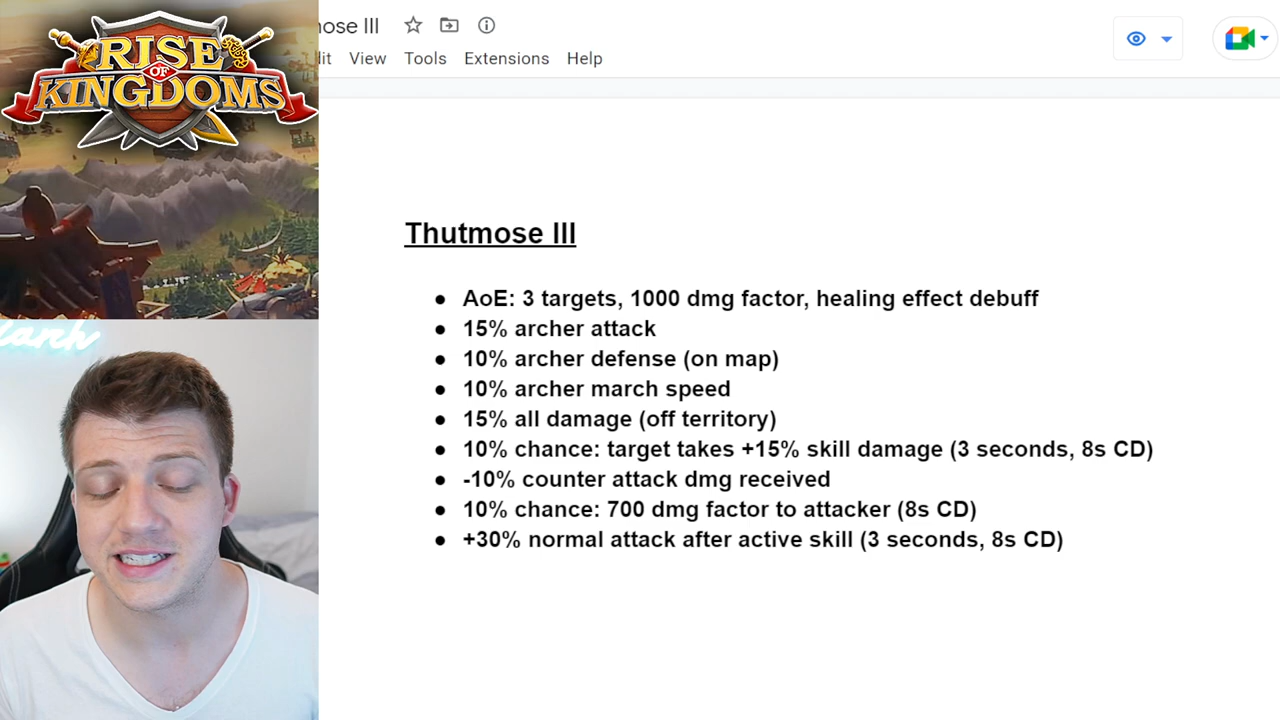 RISE
OF
KINGDOMS
ose III
dit View Tools Extensions Help
Thutmose III
● AoE: 3 targets, 1000 dmg factor, healing effect debuff
● 15% archer attack
● 10% archer defense (on map)
● 10% archer march speed
● 15% all damage (off territory)
● 10% chance: target takes +15% skill damage (3 seconds, 8s CD)
● -10% counter attack dmg received
● 10% chance: 700 dmg factor to attacker (8s CD)
● +30% normal attack after active skill (3 seconds, 8s CD)